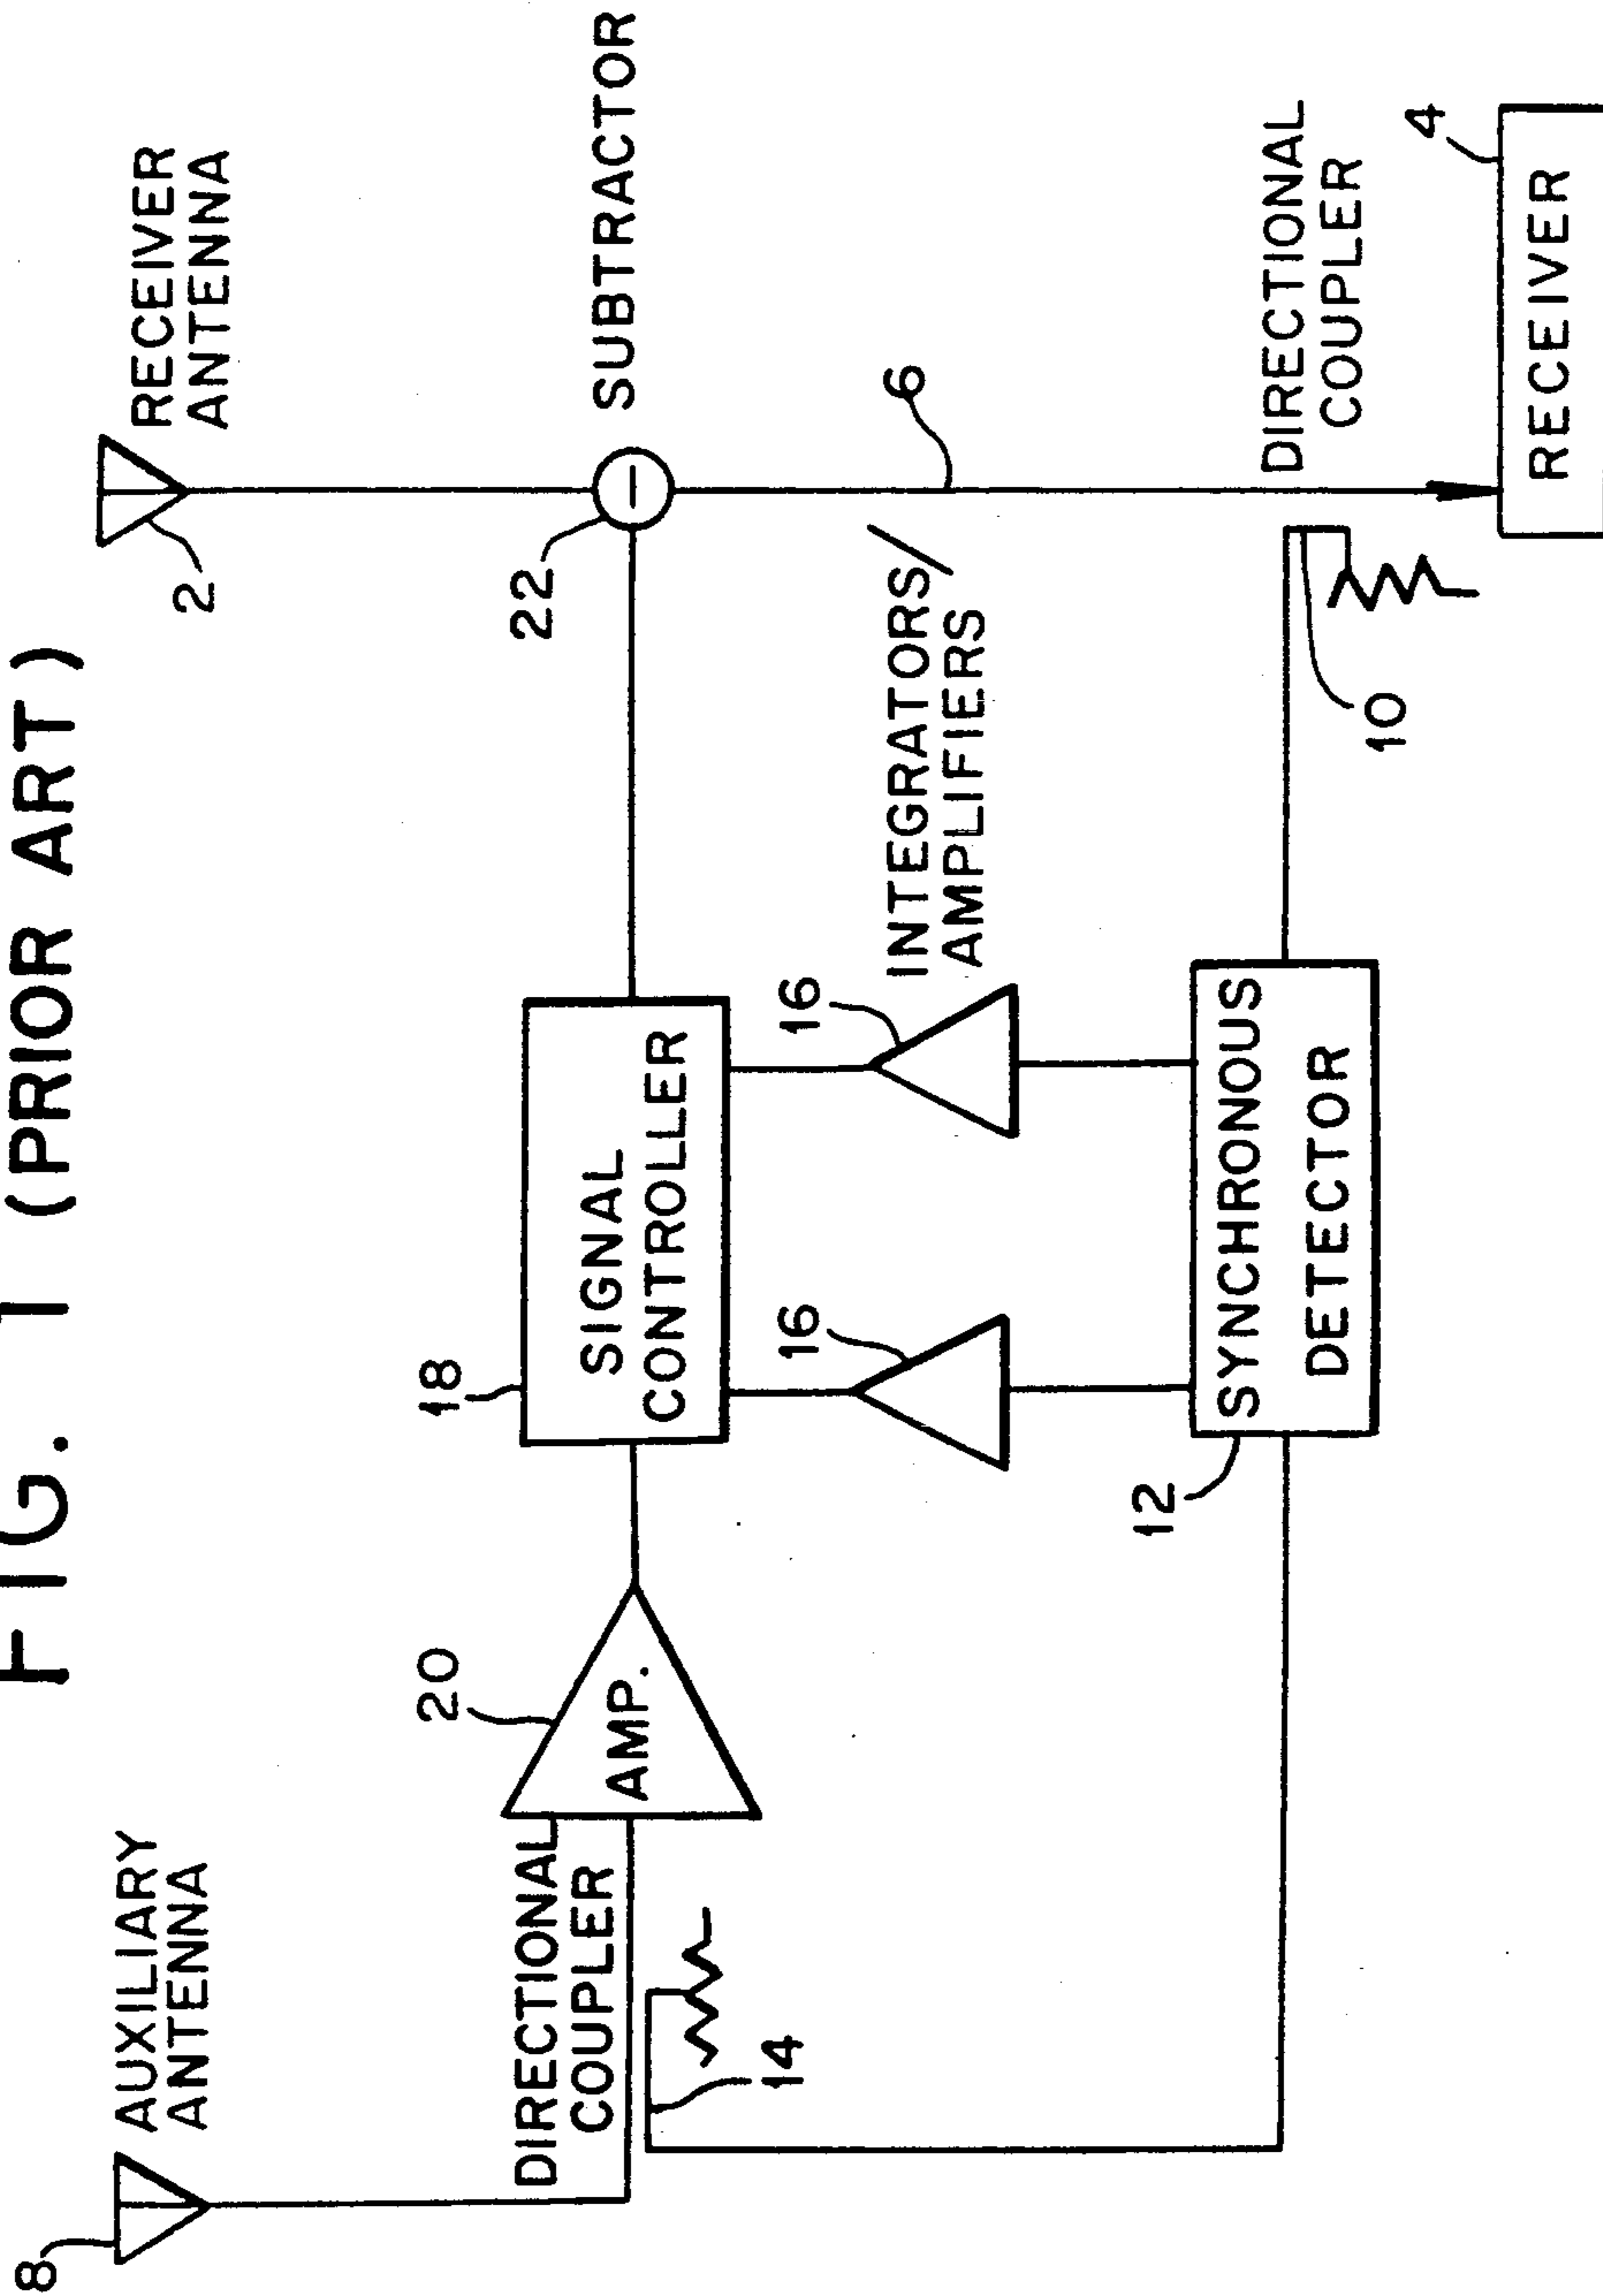 FIG. 1 (PRIOR ART)
8
AUXILIARY
ANTENNA
RECEIVER
ANTENNA
2
20
18
22
SUBTRACTOR
DIRECTIONAL
COUPLER
AMP.
SIGNAL
CONTROLLER
14
16
16
INTEGRATORS/
AMPLIFIERS
6
12
SYNCHRONOUS
DETECTOR
DIRECTIONAL
COUPLER
10
4
RECEIVER